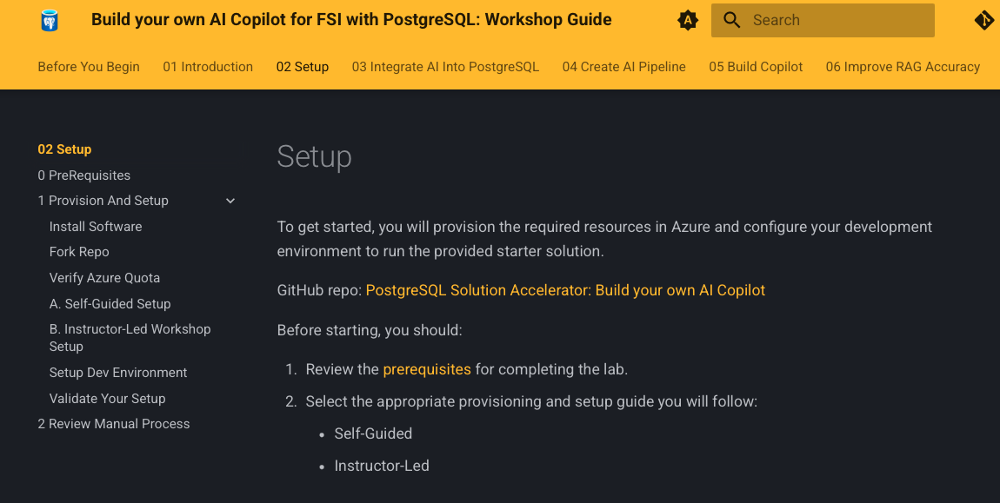 Build your own AI Copilot for FSI with PostgreSQL: Workshop Guide
Search
Before You Begin
01 Introduction
02 Setup
03 Integrate AI Into PostgreSQL
04 Create AI Pipeline
05 Build Copilot
06 Improve RAG Accuracy
02 Setup
0 PreRequisites
1 Provision And Setup
Install Software
Fork Repo
Verify Azure Quota
A. Self-Guided Setup
B. Instructor-Led Workshop
Setup
Setup Dev Environment
Validate Your Setup
2 Review Manual Process
Setup
To get started, you will provision the required resources in Azure and configure your development
environment to run the provided starter solution.
GitHub repo: PostgreSQL Solution Accelerator: Build your own AI Copilot
Before starting, you should:
1. Review the prerequisites for completing the lab.
2. Select the appropriate provisioning and setup guide you will follow:
• Self-Guided
• Instructor-Led